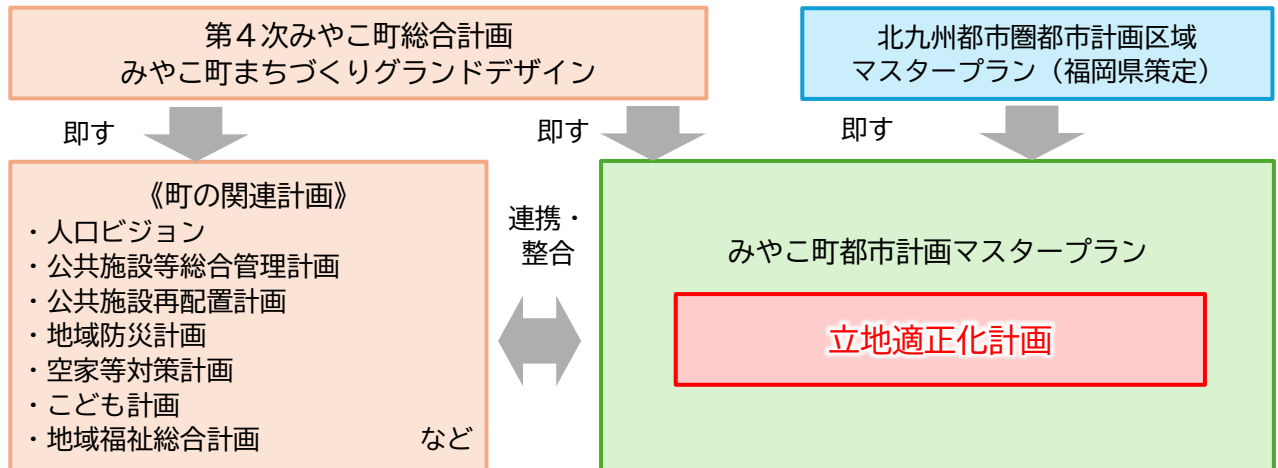 第４次みやこ町総合計画
みやこ町まちづくりグランドデザイン
北九州都市圏都市計画区域
マスタープラン（福岡県策定）
即す
即す
即す
《町の関連計画》
・人口ビジョン
・公共施設等総合管理計画
・公共施設再配置計画
・地域防災計画
・空家等対策計画
・こども計画
・地域福祉総合計画　など
連携・
整合
みやこ町都市計画マスタープラン
立地適正化計画